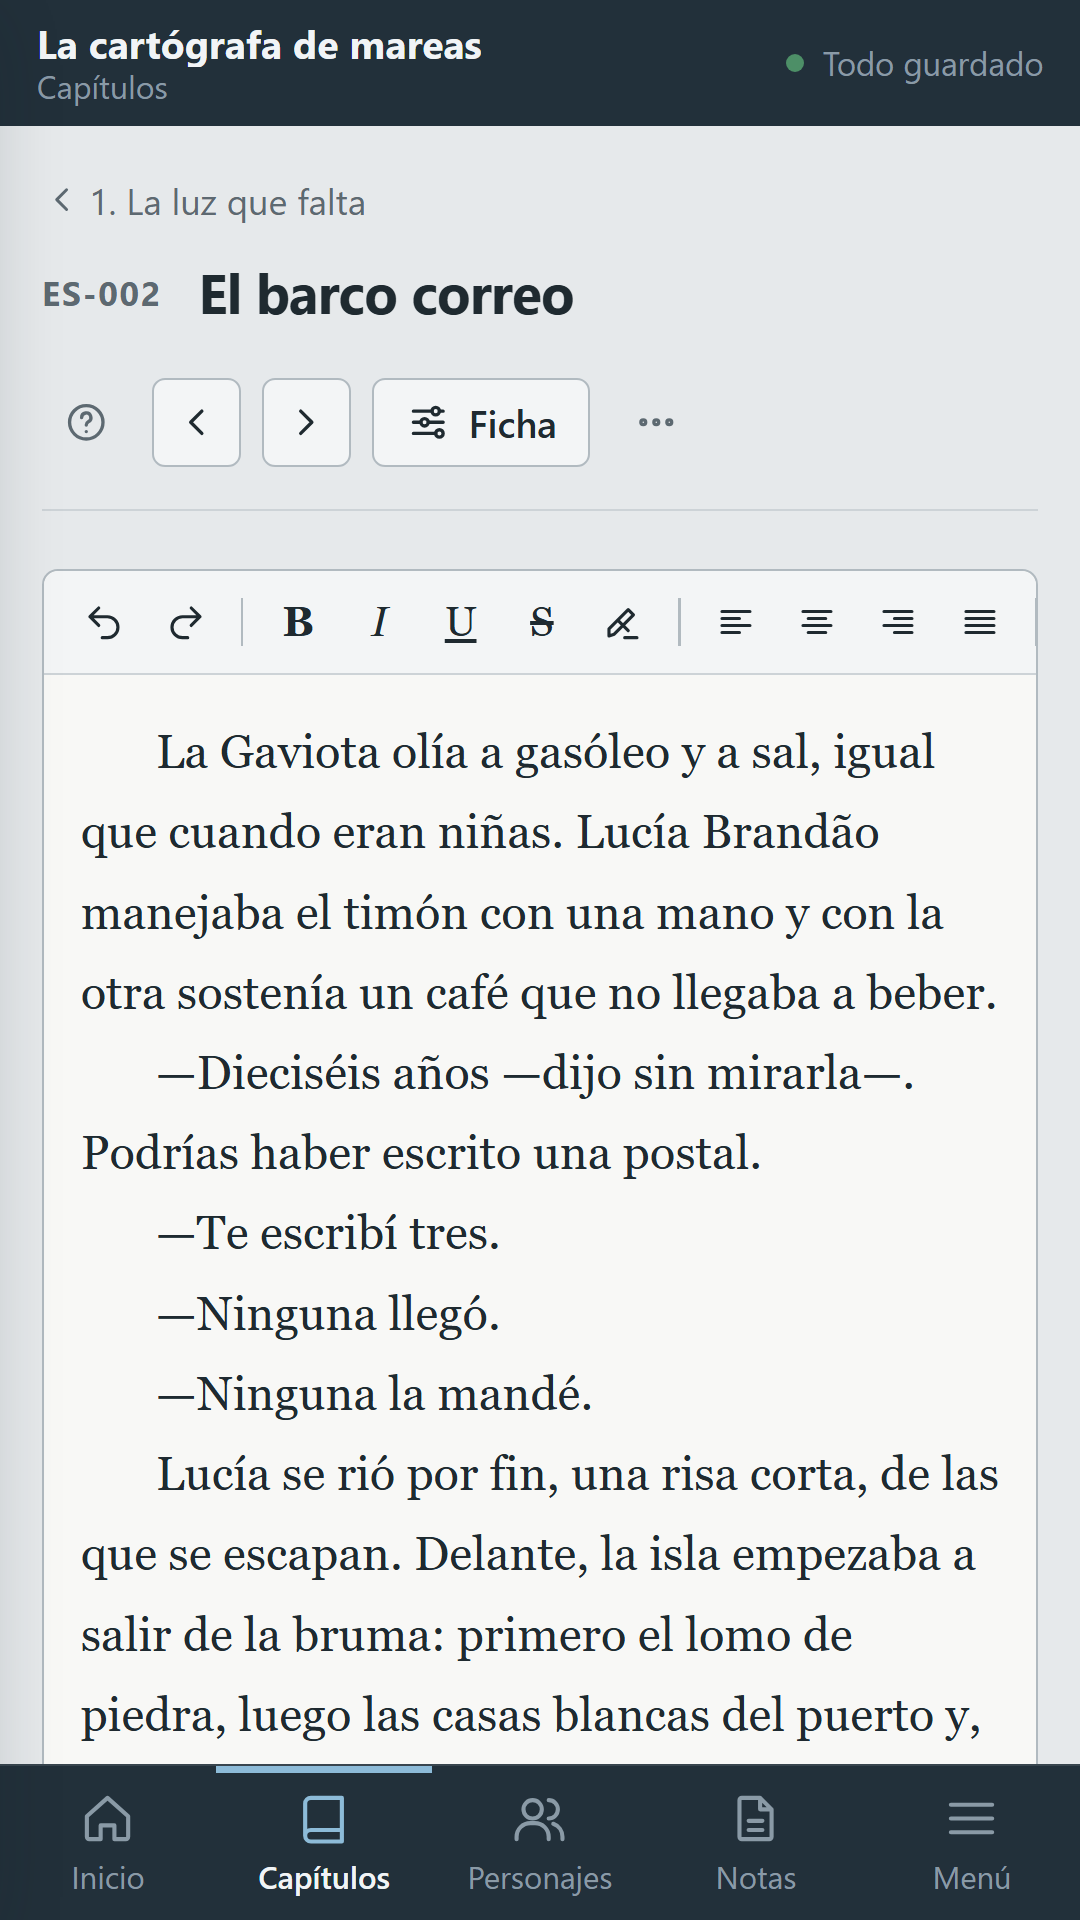 La cartógrafa de mareas
Capítulos
Todo guardado
1. La luz que falta
ES-002 El barco correo
Ficha
B I U S
La Gaviota olía a gasóleo y a sal, igual
que cuando eran niñas. Lucía Brandão
manejaba el timón con una mano y con la
otra sostenía un café que no llegaba a beber.
—Dieciséis años —dijo sin mirarla—.
Podrías haber escrito una postal.
—Te escribí tres.
—Ninguna llegó.
—Ninguna la mandé.
Lucía se rió por fin, una risa corta, de las
que se escapan. Delante, la isla empezaba a
salir de la bruma: primero el lomo de
piedra, luego las casas blancas del puerto y,
Inicio
Capítulos
Personajes
Notas
Menú